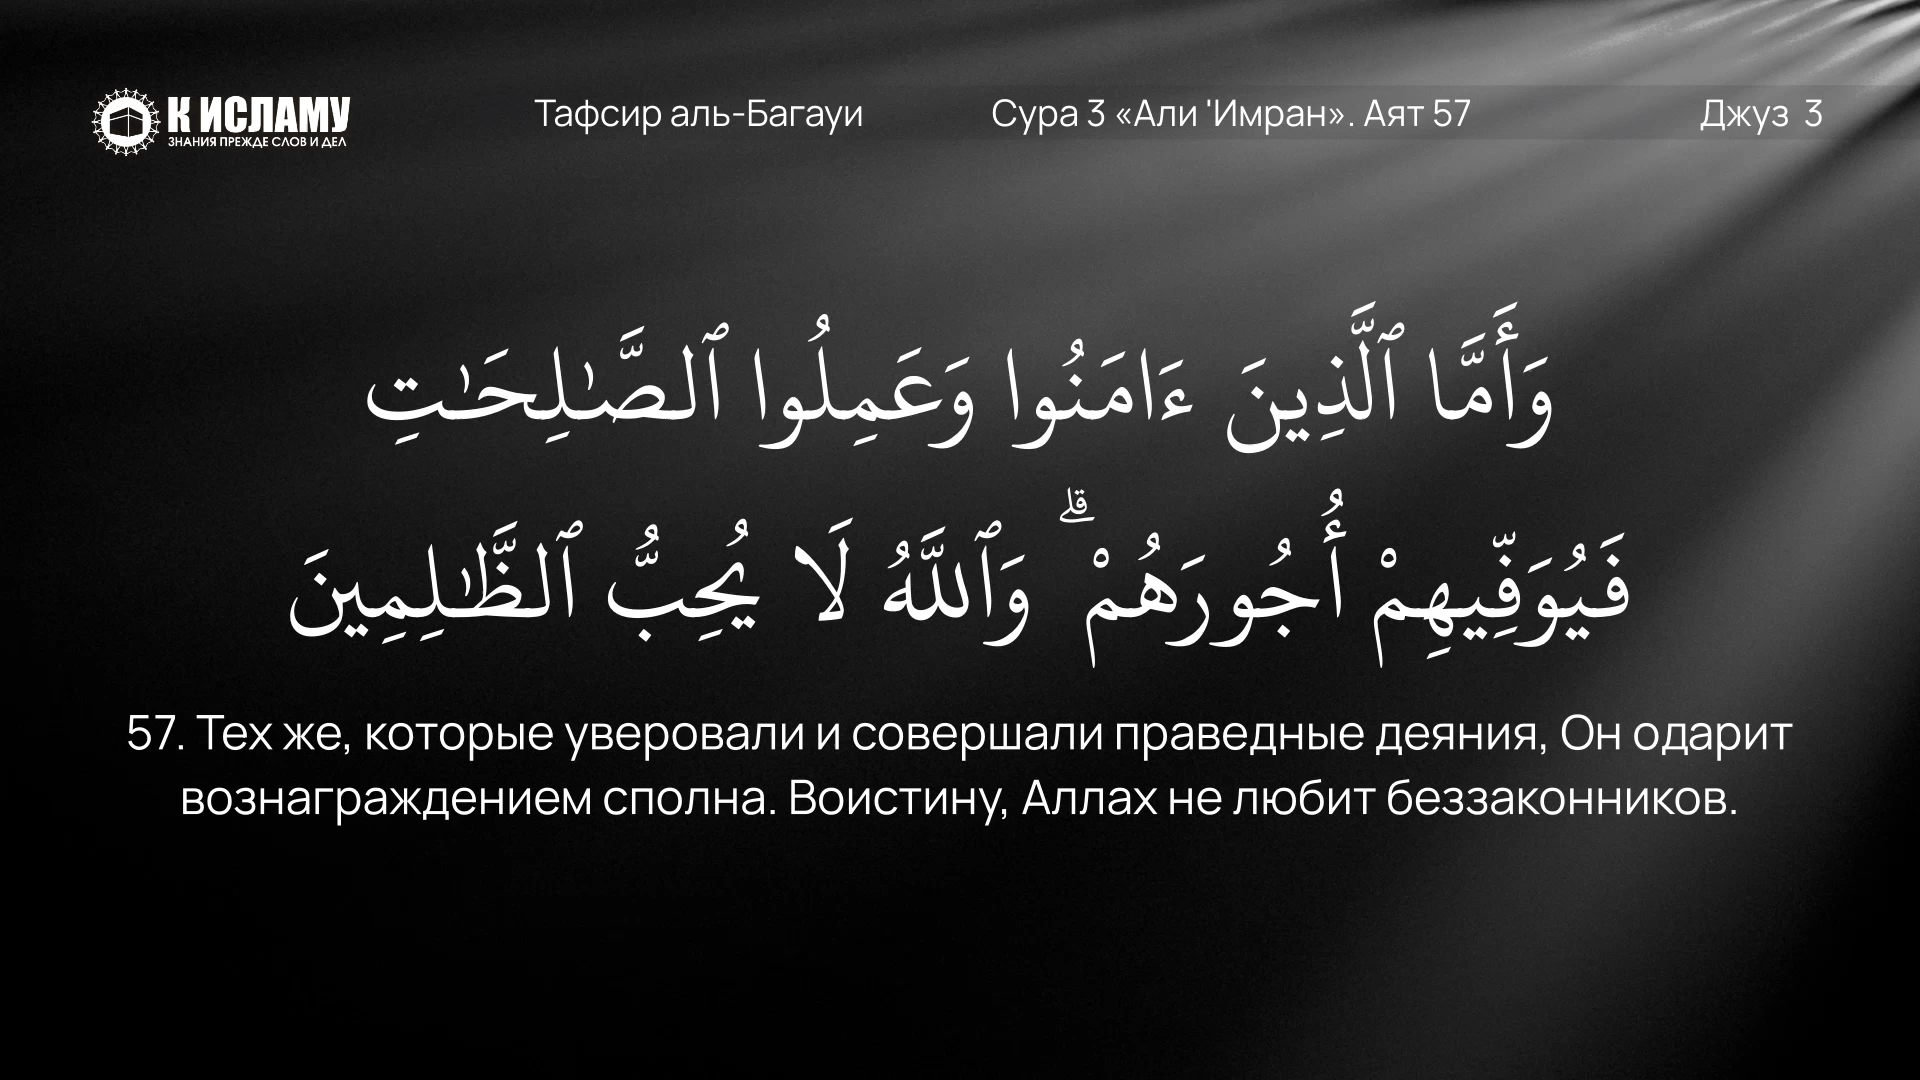 К ИСЛАМУ
ЗНАНИЯ ПРЕЖДЕ СЛОВ И ДЕЛ
Тафсир аль-Багауи
Сура 3 «Али 'Имран». Аят 57
Джуз 3
وَأَمَّا ٱلَّذِينَ ءَامَنُوا وَعَمِلُوا ٱلصَّـٰلِحَـٰتِ
فَيُوَفِّيهِمْ أُجُورَهُمْ ۗ وَٱللَّهُ لَا يُحِبُّ ٱلظَّـٰلِمِينَ
57. Тех же, которые уверовали и совершали праведные деяния, Он одарит
вознаграждением сполна. Воистину, Аллах не любит беззаконников.